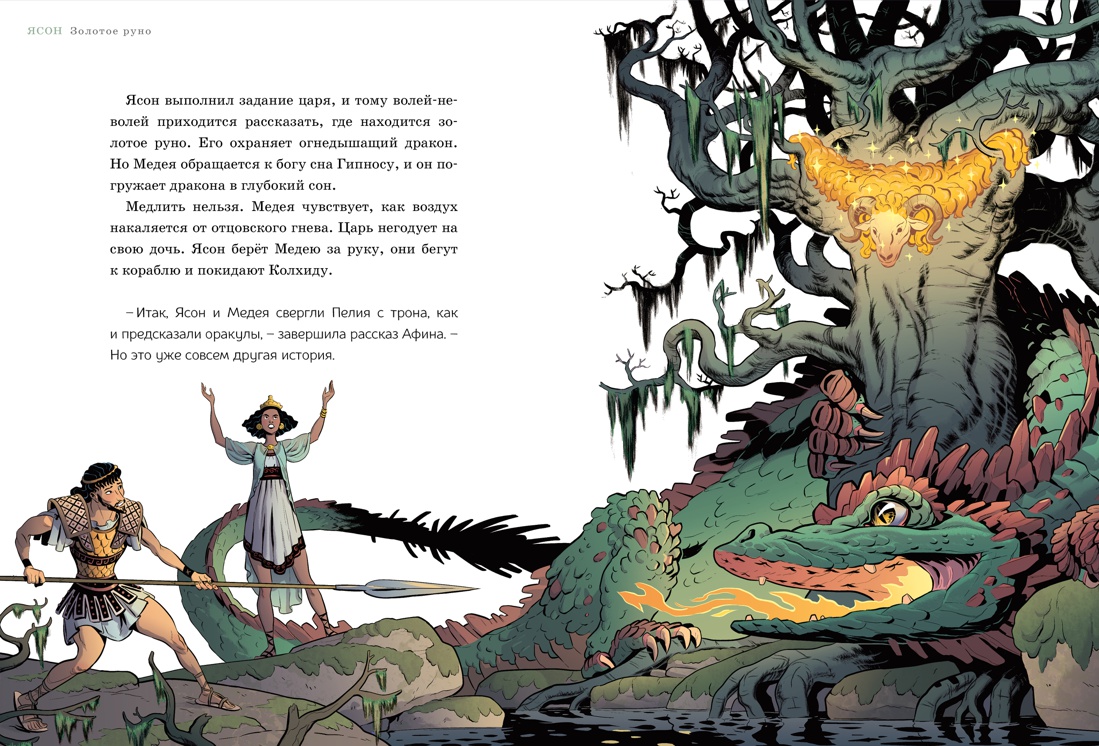 ЯСОН Золотое руно
Ясон выполнил задание царя, и тому волей-не-
волей приходится рассказать, где находится зо-
лотое руно. Его охраняет огнедышащий дракон.
Но Медея обращается к богу сна Гипносу, и он по-
гружает дракона в глубокий сон.
Медлить нельзя. Медея чувствует, как воздух
накаляется от отцовского гнева. Царь негодует на
свою дочь. Ясон берёт Медею за руку, они бегут
к кораблю и покидают Колхиду.
– Итак, Ясон и Медея свергли Пелия с трона, как
и предсказали оракулы, – завершила рассказ Афина. –
Но это уже совсем другая история.